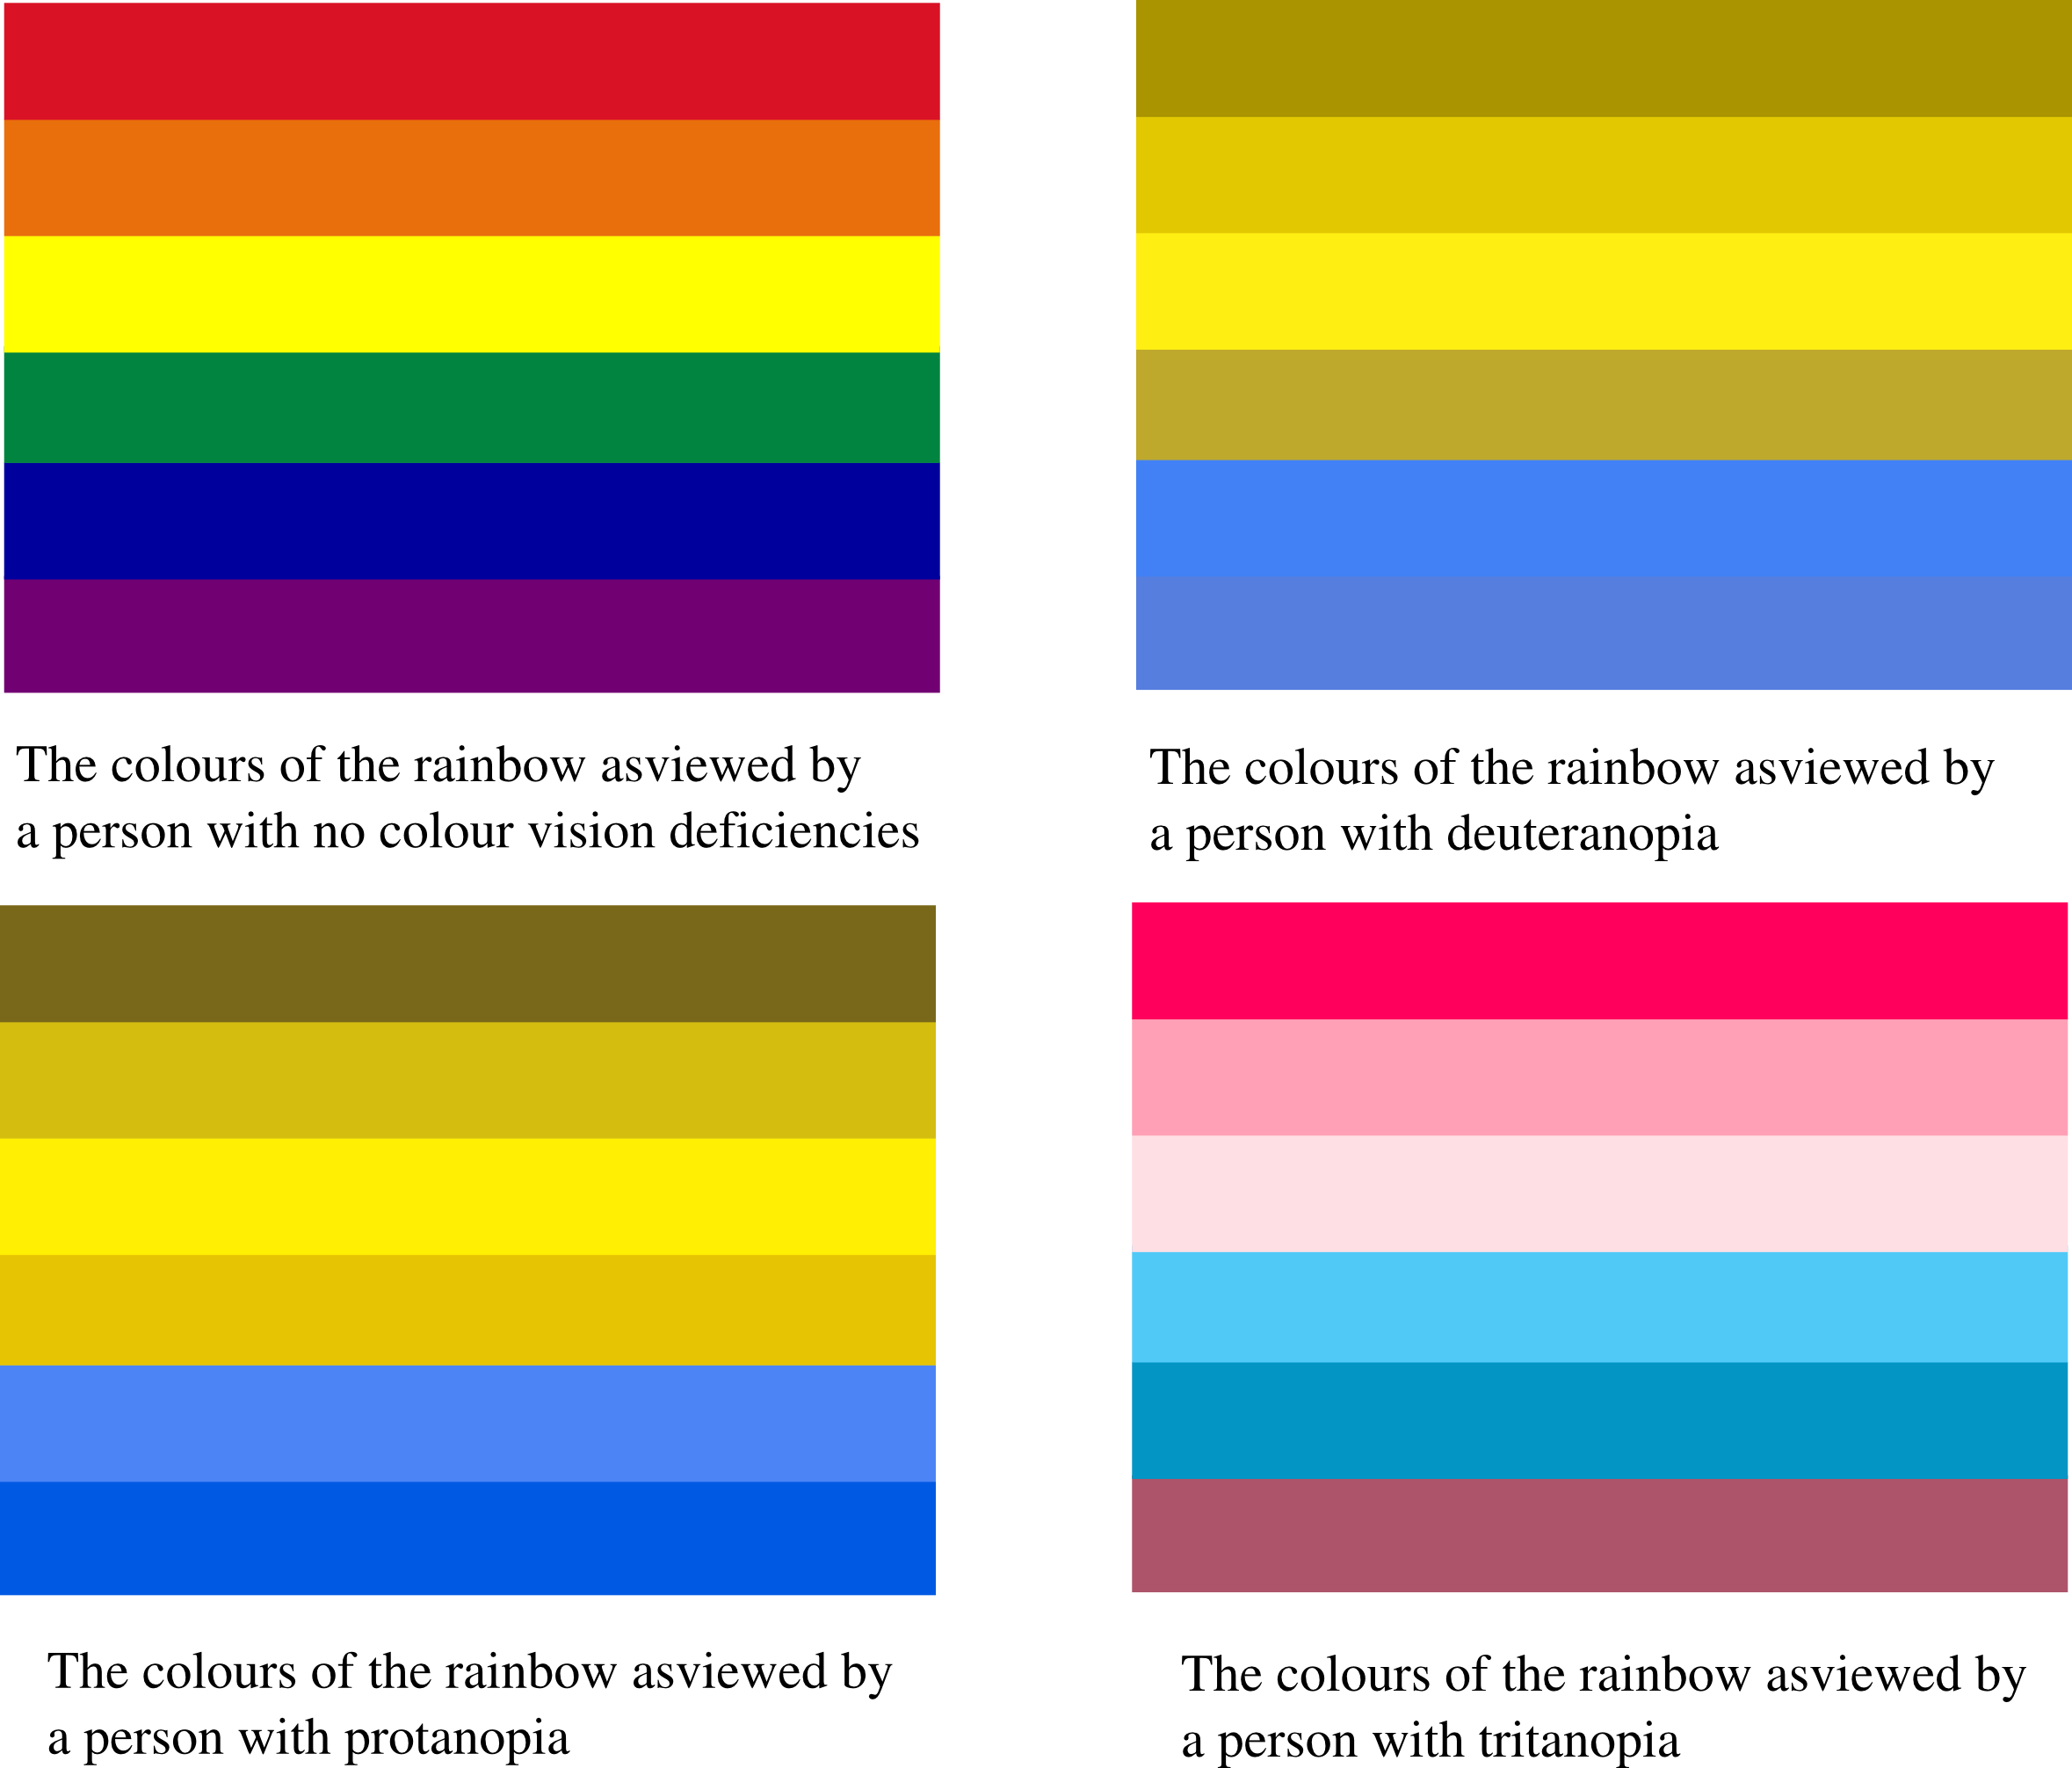 The colours of the rainbow asviewed by
a person with no colour vision deficiencies
The colours of the rainbow asviewed by
a person with deuteranopia
The colours of the rainbow asviewed by
a person with protanopia
The colours of the rainbow asviewed by
a person with tritanopia